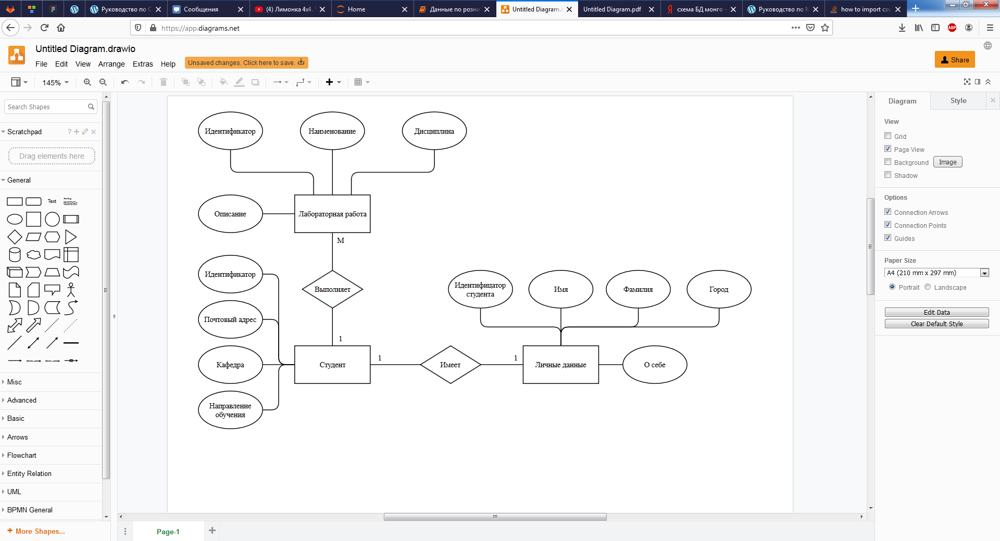 Руководство по С
Сообщения
(4) Лимонка 4х4.
Home
Данные по розни
Untitled Diagram.
Untitled Diagram.pdf
схема БД монго -
Руководство по М
how to import csv
https://app.diagrams.net
ABP
Untitled Diagram.drawio
File Edit View Arrange Extras Help
Unsaved changes. Click here to save.
Share
145%
Search Shapes
Scratchpad
?
Drag elements here
General
Text
Heading
Misc
Advanced
Basic
Arrows
Flowchart
Entity Relation
UML
BPMN General
+ More Shapes...
Идентификатор
Наименование
Дисциплина
Описание
Лабораторная работа
М
Идентификатор
Выполняет
Почтовый адрес
1
Кафедра
Студент
1
Имеет
1
Личные данные
О себе
Направление
обучения
Идентифицатор
студента
Имя
Фамилия
Город
Page-1
Diagram
Style
View
Grid
Page View
Background
Image
Shadow
Options
Connection Arrows
Connection Points
Guides
Paper Size
A4 (210 mm x 297 mm)
Portrait
Landscape
Edit Data
Clear Default Style